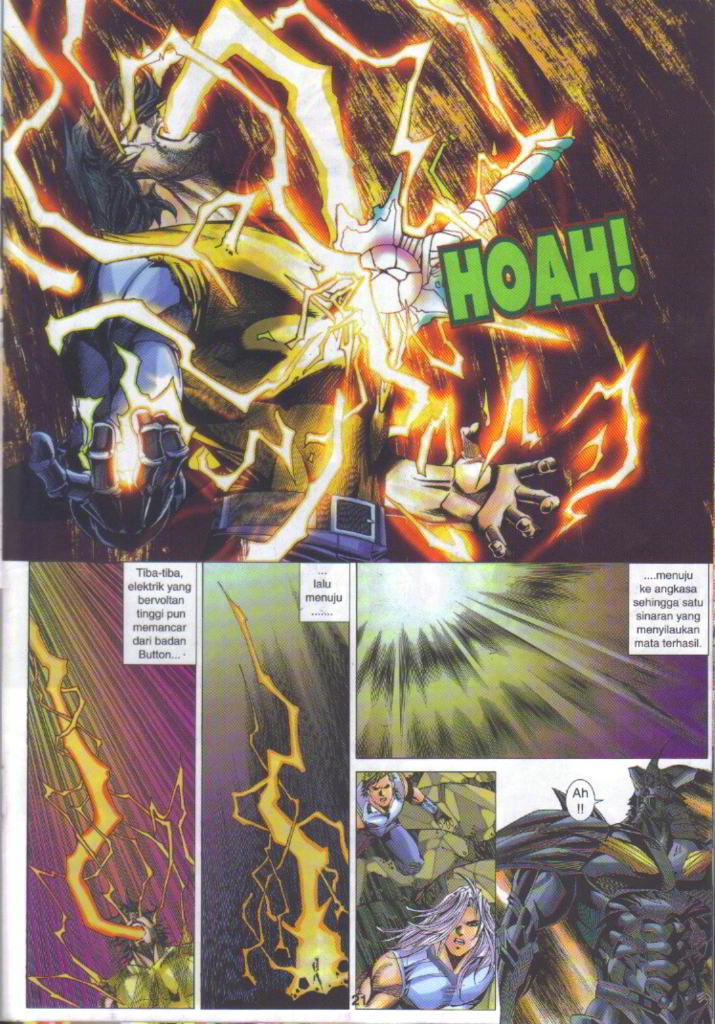 HOAH!
Tiba-tiba,
elektrik yang
bervoltan
tinggi pun
memancar
dari badan
Button...
...
lalu
menuju
.......
....menuju
ke angkasa
sehingga satu
sinaran yang
menyilaukan
mata terhasil.
Ah
!!
21